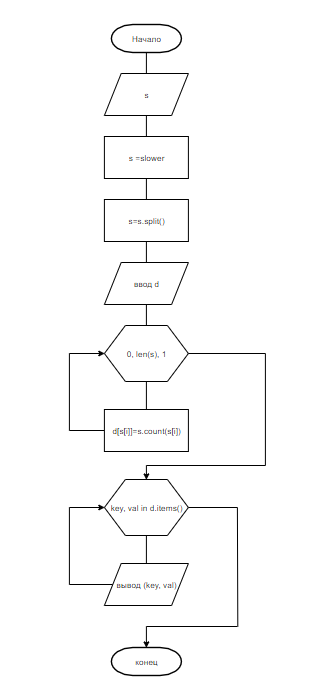 Начало
s
s =slower
s=s.split()
ввод d
0, len(s), 1
d[s[i]]=s.count(s[i])
key, val in d.items()
вывод (key, val)
конец